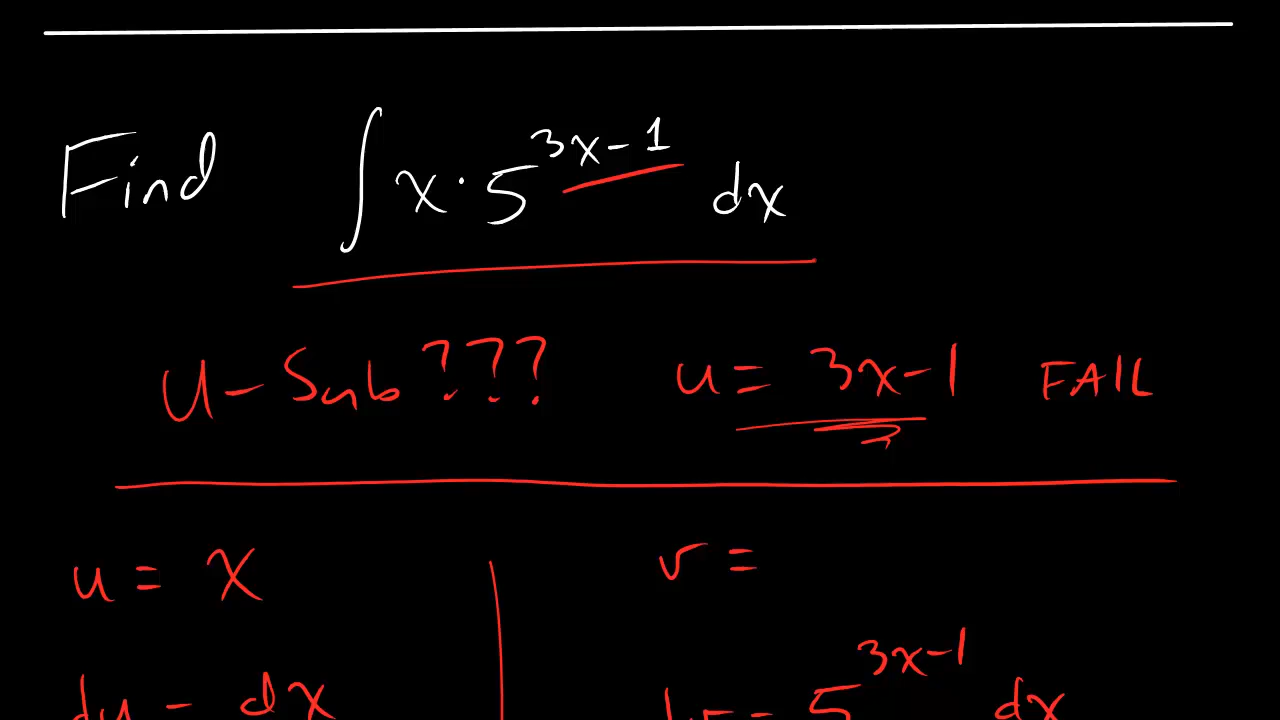 Find ∫ x · 5^{3x-1} dx
U-Sub??? u = 3x-1 FAIL
u = x v =
du = dx dv = 5^{3x-1} dx